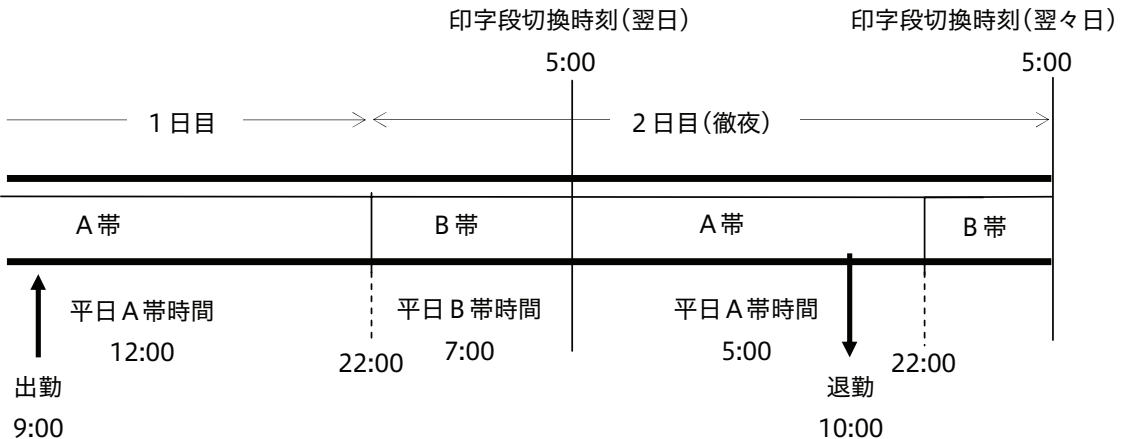 印字段切換時刻(翌日)
5:00
印字段切換時刻(翌々日)
5:00
1日目
2日目(徹夜)
A帯
B帯
A帯
B帯
平日A帯時間
12:00
22:00
平日B帯時間
7:00
平日A帯時間
5:00
22:00
出勤
9:00
退勤
10:00